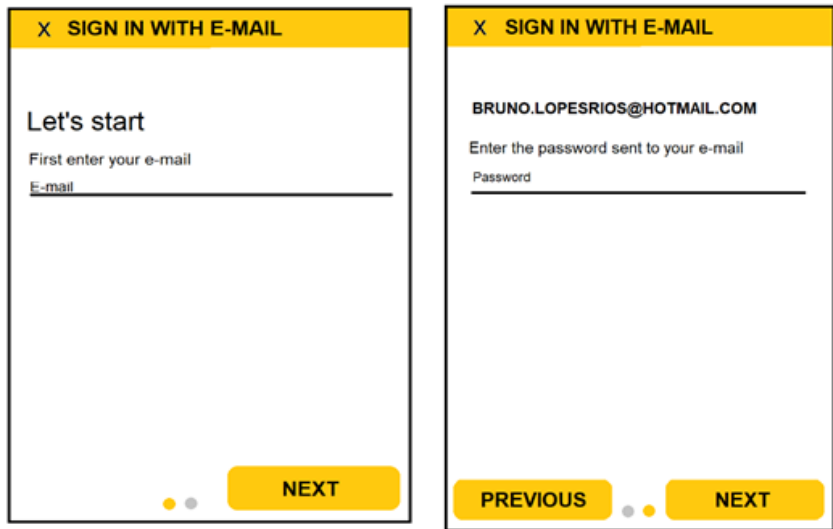 X SIGN IN WITH E-MAIL
Let's start
First enter your e-mail
E-mail
NEXT
X SIGN IN WITH E-MAIL
BRUNO.LOPESRIOS@HOTMAIL.COM
Enter the password sent to your e-mail
Password
PREVIOUS NEXT